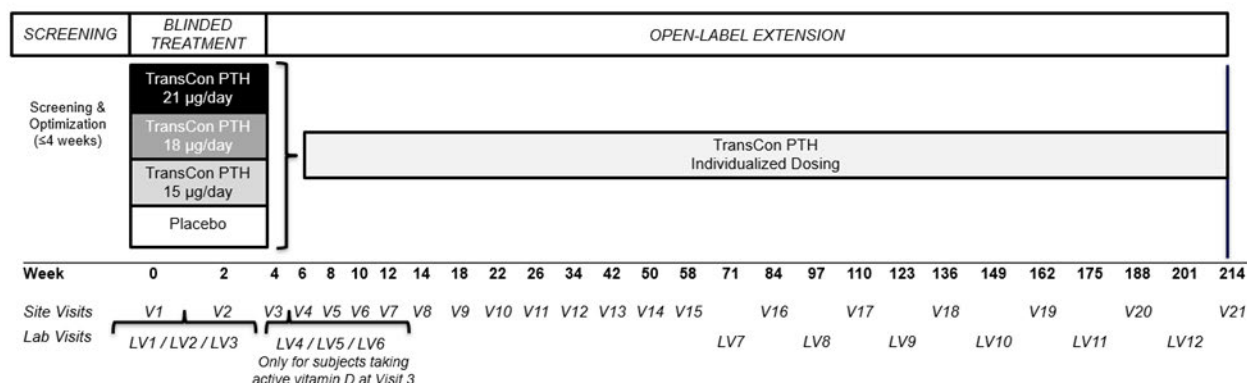 SCREENING
BLINDED
TREATMENT
OPEN-LABEL EXTENSION
Screening &
Optimization
(≤4 weeks)
TransCon PTH
21 µg/day
TransCon PTH
18 µg/day
TransCon PTH
15 µg/day
Placebo
TransCon PTH
Individualized Dosing
Week 0 2 4 6 8 10 12 14 18 22 26 34 42 50 58 71 84 97 110 123 136 149 162 175 188 201 214
Site Visits V1 V2 V3 V4 V5 V6 V7 V8 V9 V10 V11 V12 V13 V14 V15 V16 V17 V18 V19 V20 V21
Lab Visits LV1 / LV2 / LV3 LV4 / LV5 / LV6 LV7 LV8 LV9 LV10 LV11 LV12
Only for subjects taking
active vitamin D at Visit 3